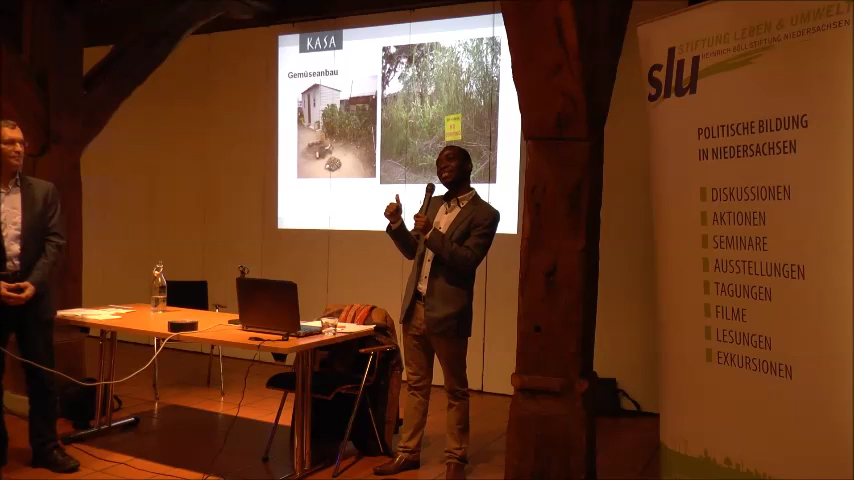 KASA
Gemüseanbau
slu
STIFTUNG LEBEN & UMWELT
HEINRICH BÖLL STIFTUNG NIEDERSACHSEN
POLITISCHE BILDUNG
IN NIEDERSACHSEN
DISKUSSIONEN
AKTIONEN
SEMINARE
AUSSTELLUNGEN
TAGUNGEN
FILME
LESUNGEN
EXKURSIONEN